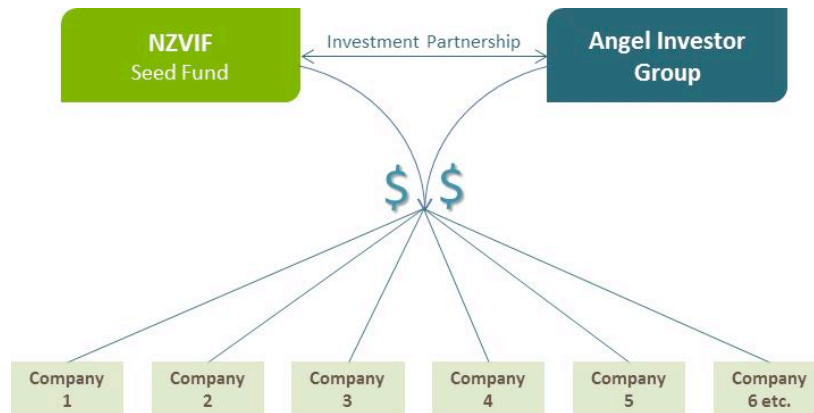 NZVIF
Seed Fund
Investment Partnership
Angel Investor
Group
$ $
Company
1
Company
2
Company
3
Company
4
Company
5
Company
6 etc.